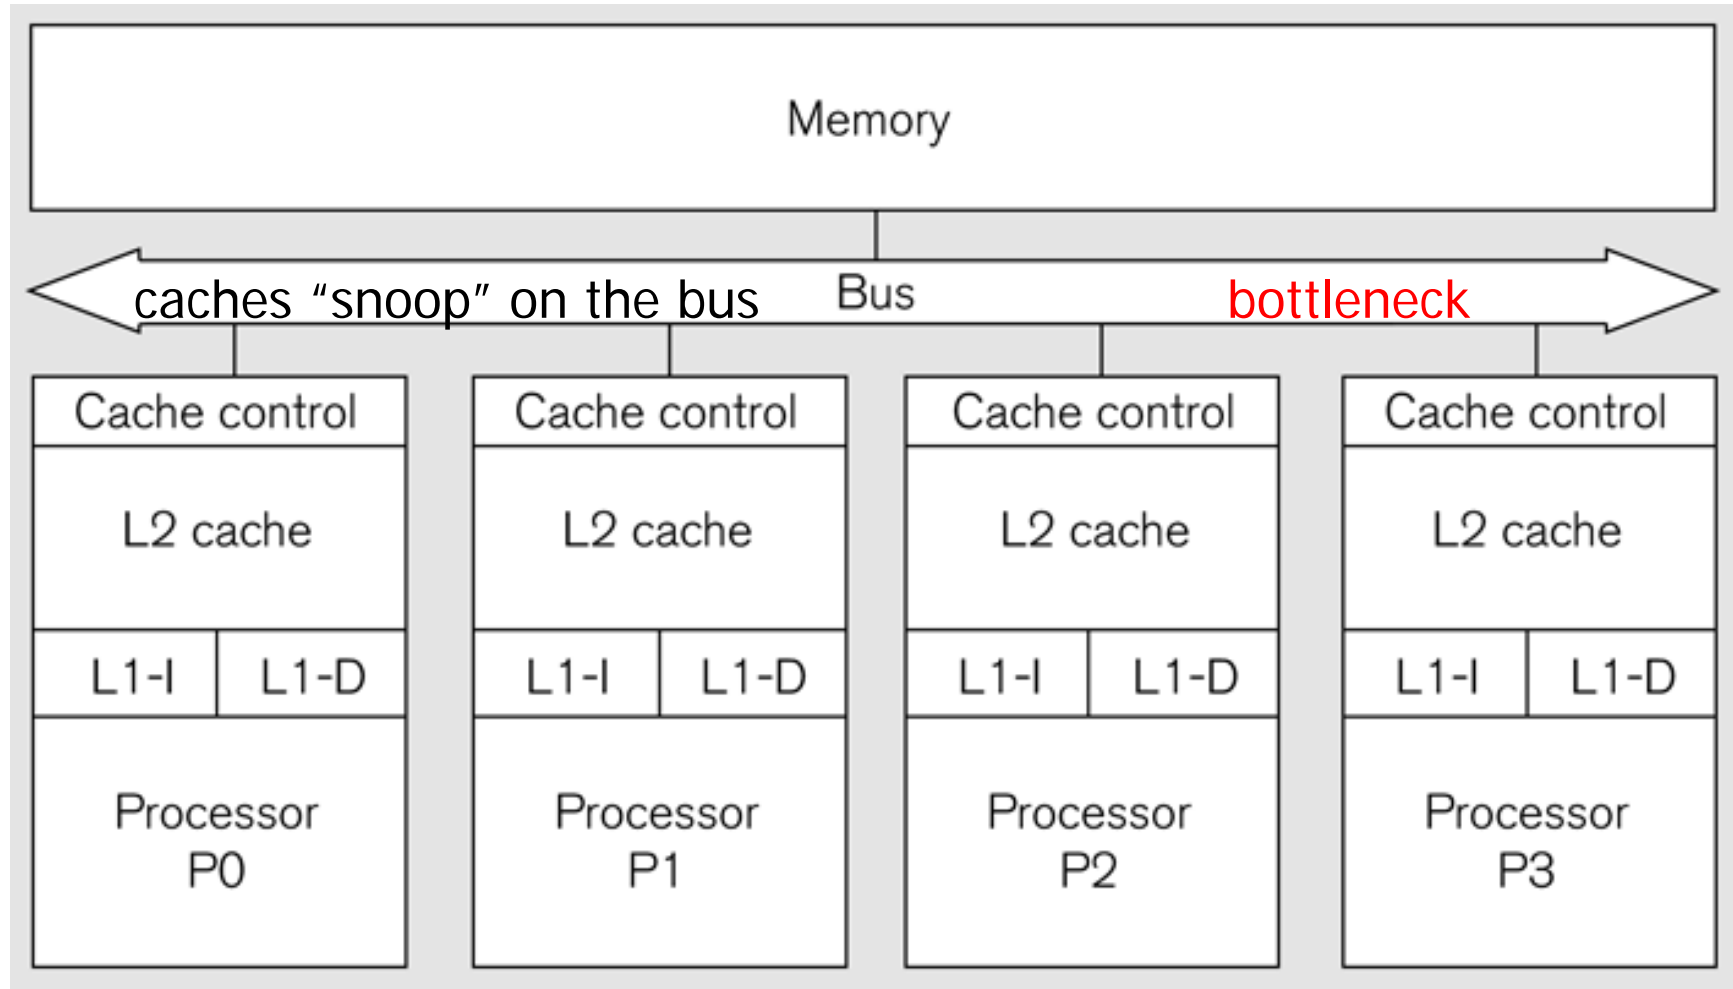 Memory
caches “snoop” on the bus Bus bottleneck
Cache control Cache control Cache control Cache control
L2 cache L2 cache L2 cache L2 cache
L1-I L1-D L1-I L1-D L1-I L1-D L1-I L1-D
Processor Processor Processor Processor
P0 P1 P2 P3